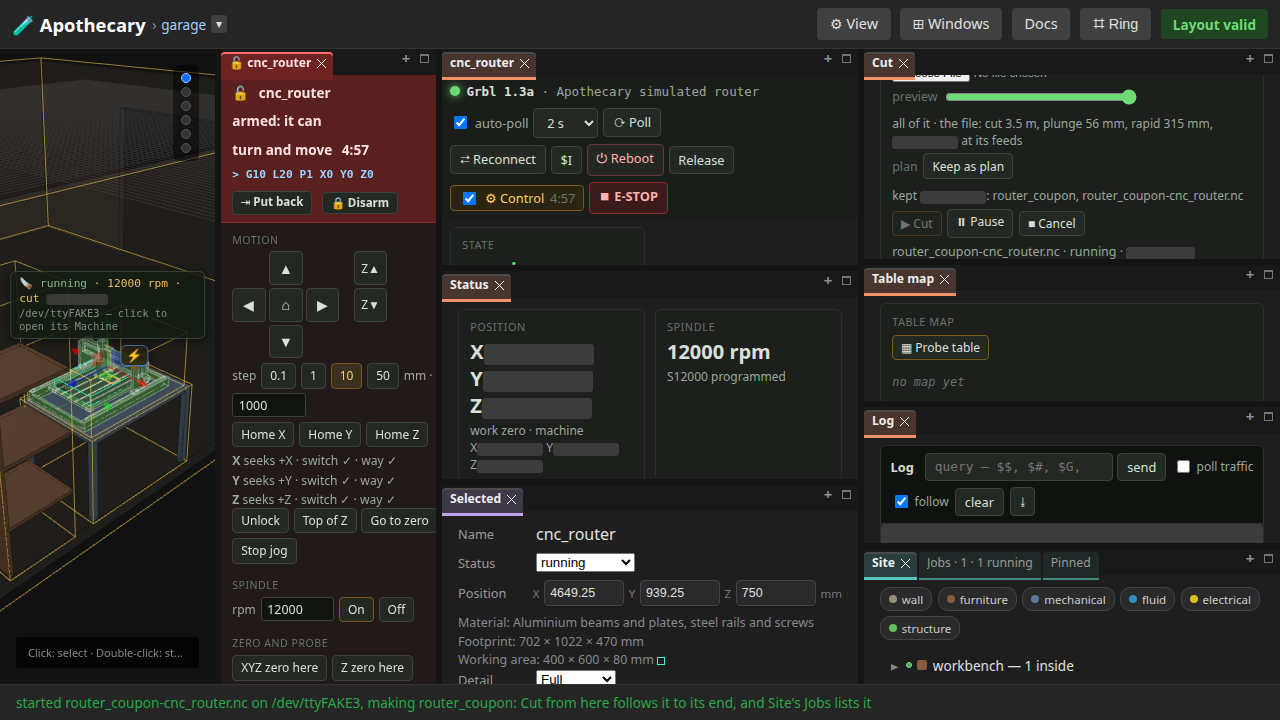 🧪 Apothecary › garage ▾
⚙ View
⊞ Windows
Docs
⌗ Ring
Layout valid
running · 12000 rpm ·
cut
/dev/ttyFAKE3 — click to
open its Machine
Click: select · Double-click: st...
🔓 cnc_router
🔓 cnc_router
armed: it can
turn and move 4:57
> G10 L20 P1 X0 Y0 Z0
⇥ Put back
🔒 Disarm
MOTION
▲ Z▲
◀ ⌂ ▶ Z▼
▼
step 0.1 1 10 50 mm ·
1000
Home X Home Y Home Z
X seeks +X · switch ✓ · way ✓
Y seeks +Y · switch ✓ · way ✓
Z seeks +Z · switch ✓ · way ✓
Unlock Top of Z Go to zero
Stop jog
SPINDLE
rpm 12000 On Off
ZERO AND PROBE
XYZ zero here Z zero here
cnc_router
Grbl 1.3a · Apothecary simulated router
auto-poll 2 s ⟳ Poll
⇄ Reconnect $I ⏻ Reboot Release
⚙ Control 4:57 ■ E-STOP
STATE
Status
POSITION
X
Y
Z
work zero · machine
X Y
Z
SPINDLE
12000 rpm
S12000 programmed
Selected
Name cnc_router
Status running
Position X 4649.25 Y 939.25 Z 750 mm
Material: Aluminium beams and plates, steel rails and screws
Footprint: 702 × 1022 × 470 mm
Working area: 400 × 600 × 80 mm
Detail Full
Cut
preview
all of it · the file: cut 3.5 m, plunge 56 mm, rapid 315 mm,
at its feeds
plan Keep as plan
kept : router_coupon, router_coupon-cnc_router.nc
▶ Cut ⏸ Pause ■ Cancel
router_coupon-cnc_router.nc · running ·
Table map
TABLE MAP
▦ Probe table
no map yet
Log
Log query — $$, $#, $G, send poll traffic
follow clear ⤓
Site Jobs · 1 · 1 running Pinned
wall furniture mechanical fluid electrical
structure
▸ workbench — 1 inside
started router_coupon-cnc_router.nc on /dev/ttyFAKE3, making router_coupon: Cut from here follows it to its end, and Site's Jobs lists it